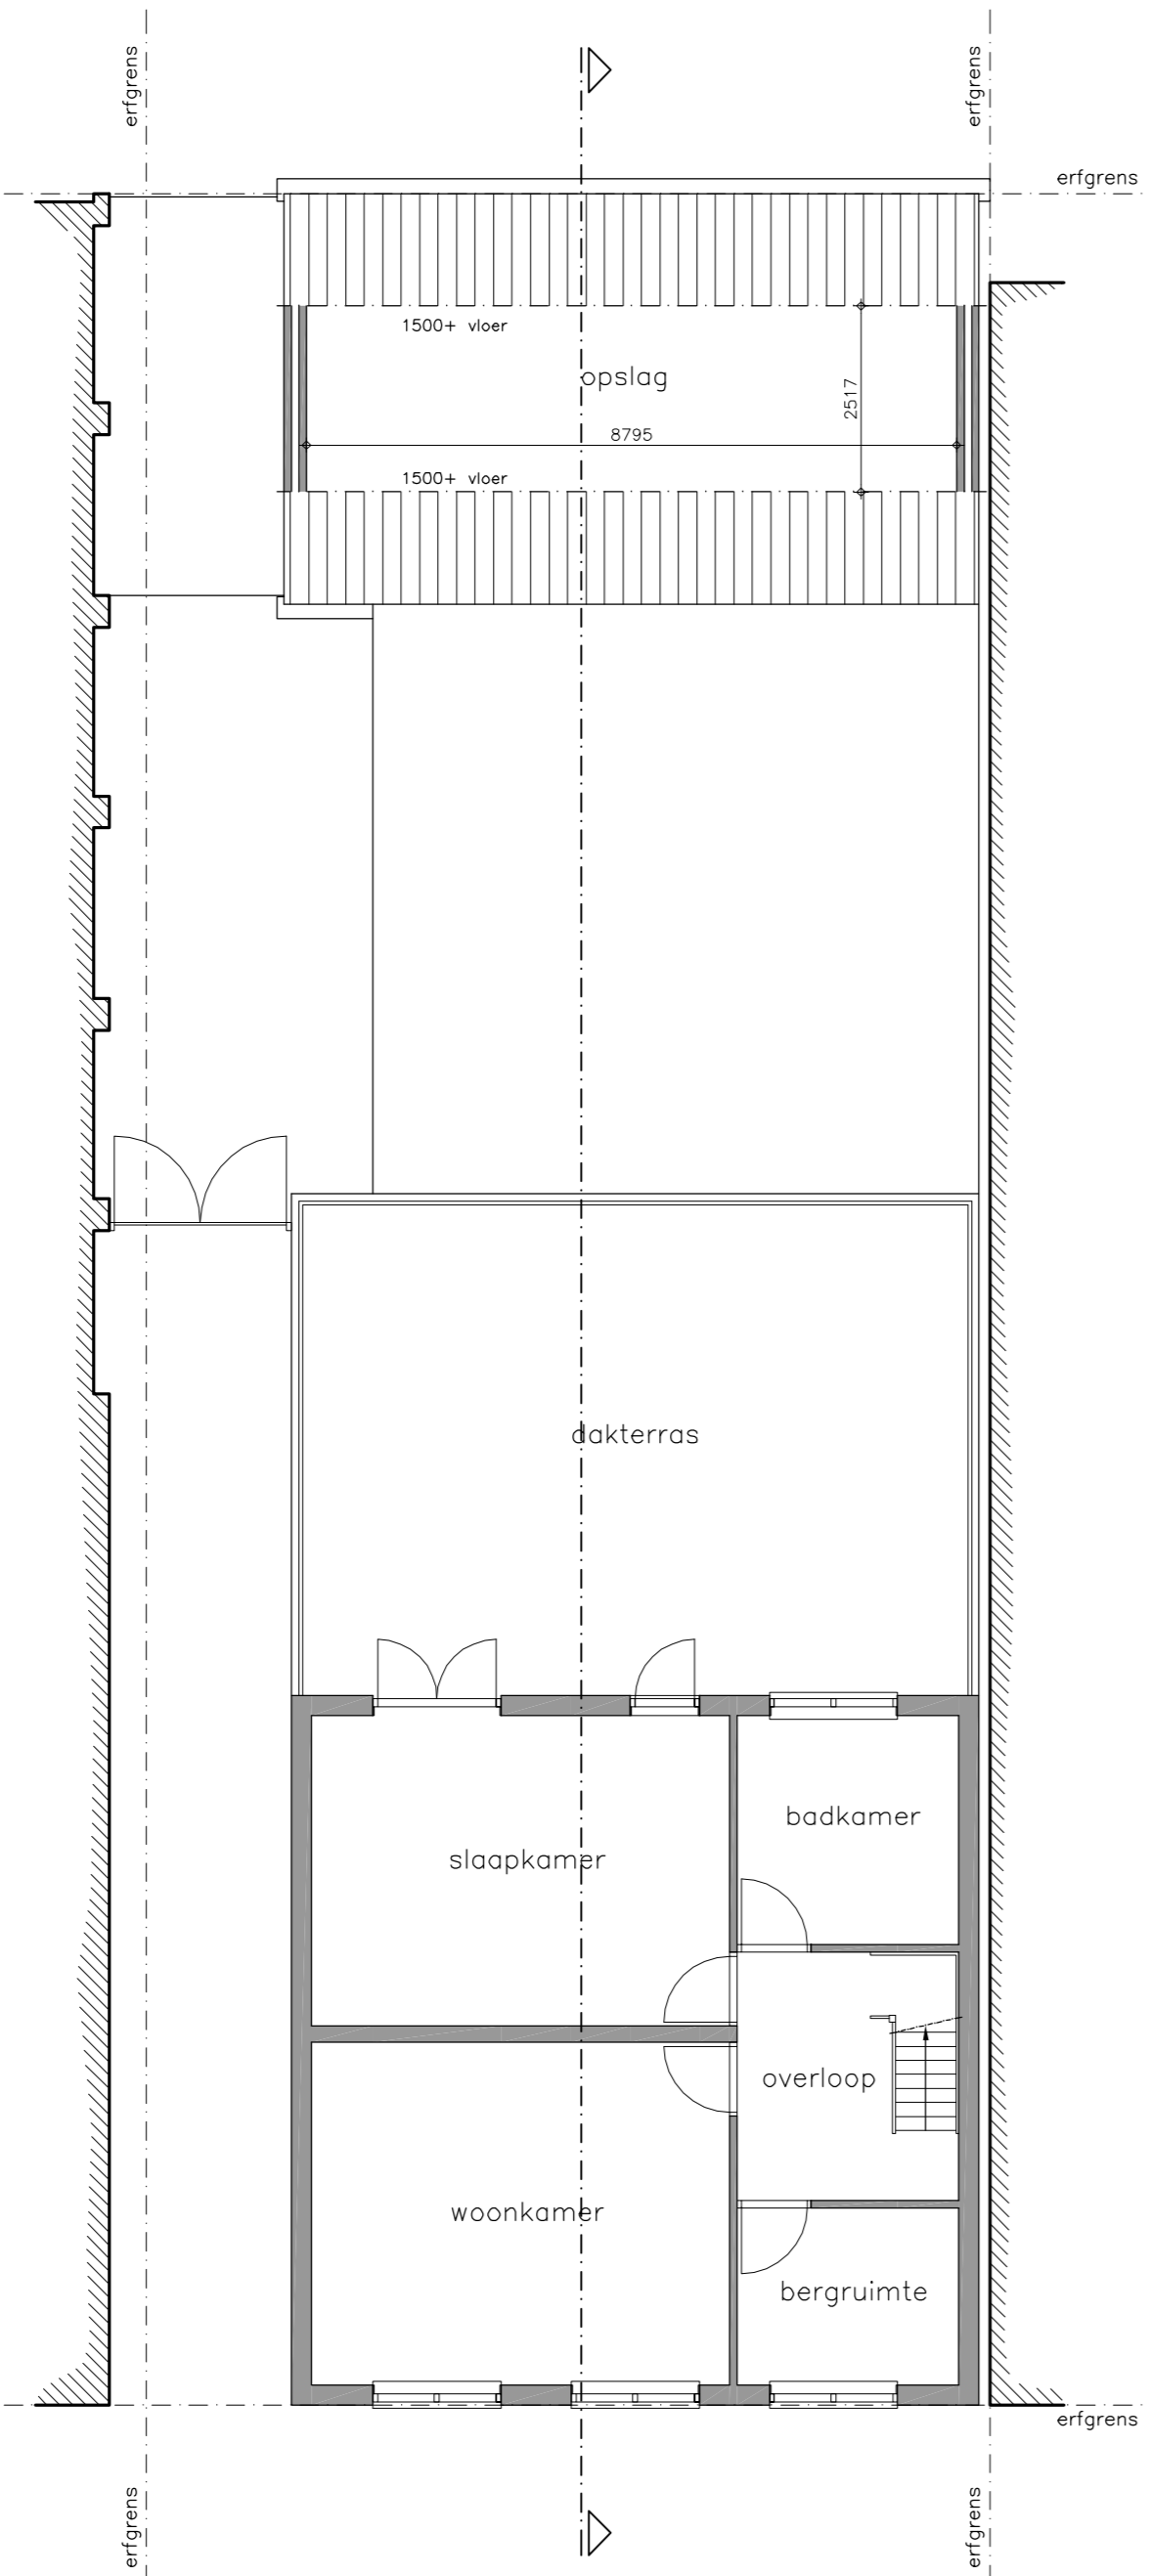 erfgrens
erfgrens
erfgrens
1500+ vloer
opslag
2517
8795
1500+ vloer
dakterras
badkamer
slaapkamer
overloop
woonkamer
bergruimte
erfgrens
erfgrens
erfgrens